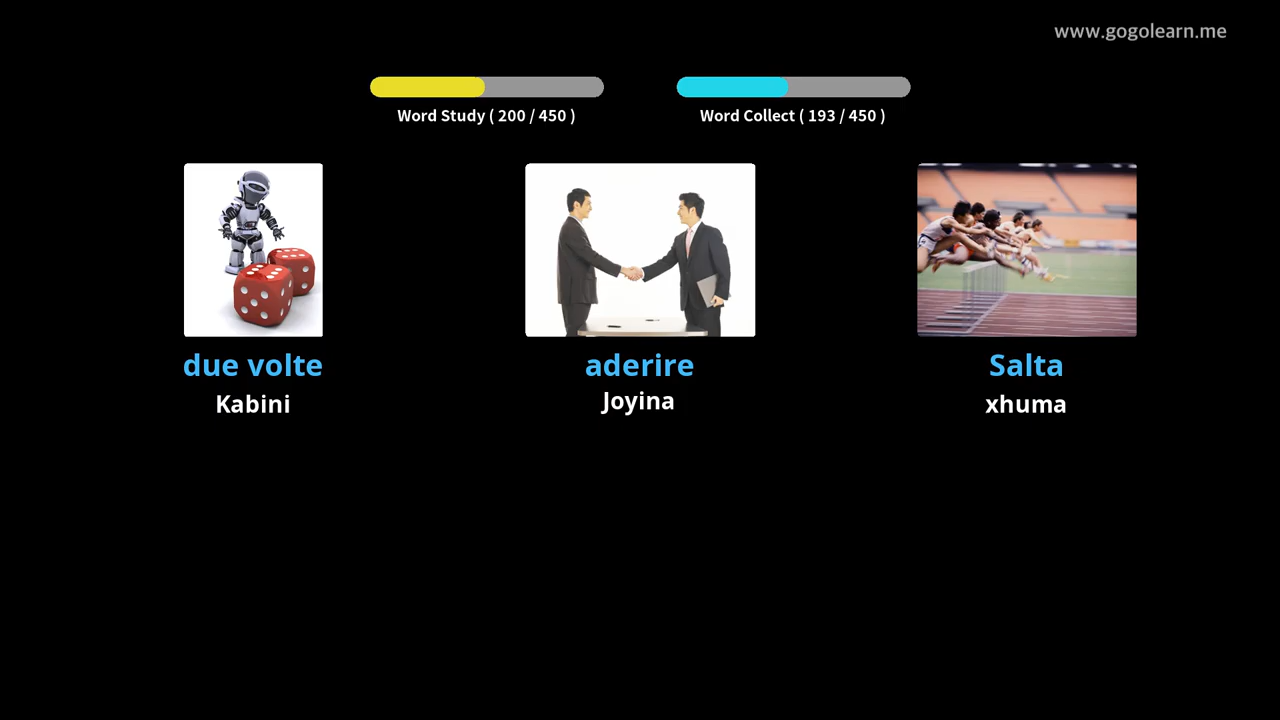 www.gogolearn.me
Word Study ( 200 / 450 )
Word Collect ( 193 / 450 )
due volte
Kabini
aderire
Joyina
Salta
xhuma